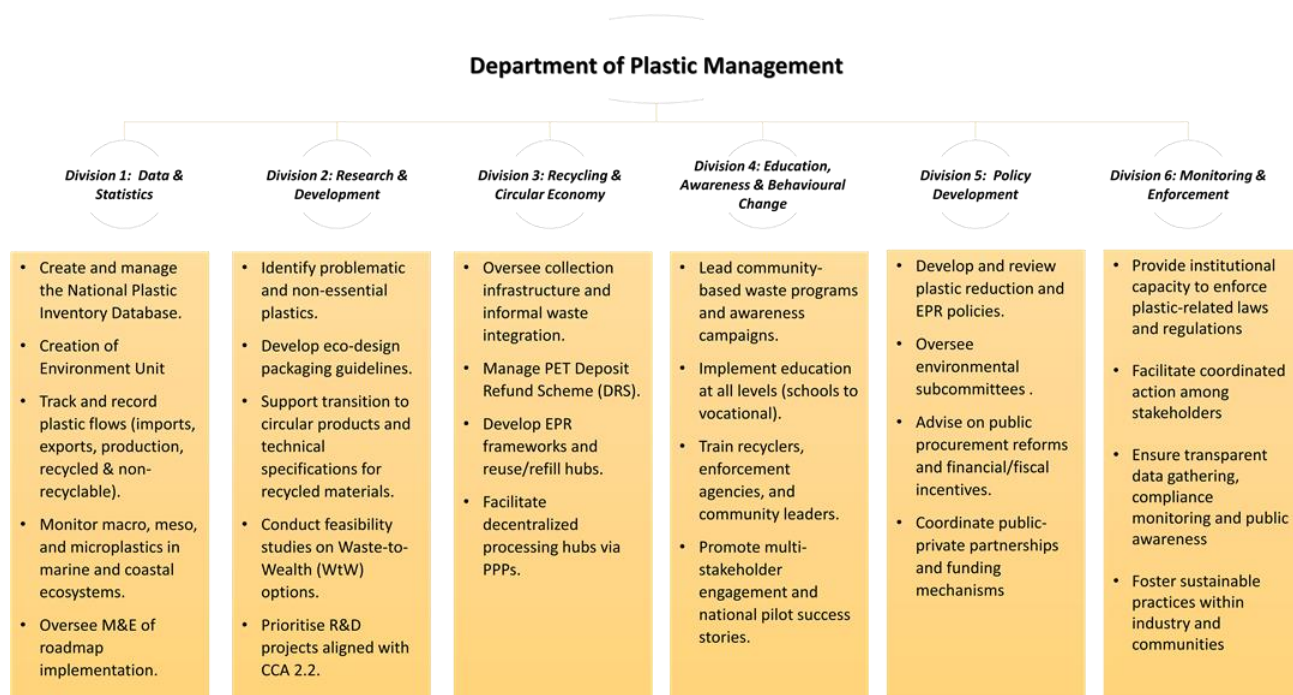 Department of Plastic Management
Division 1:  Data &
Statistics
Division 2: Research &
Development
Division 3: Recycling &
Circular Economy
Division 4: Education,
Awareness & Behavioural
Change
Division 5:  Policy
Development
Division 6: Monitoring &
Enforcement
• Create and manage
the National Plastic
Inventory Database.
• Creation of
Environment Unit
• Track and record
plastic flows (imports,
exports, production,
recycled & non-
recyclable).
• Monitor macro, meso,
and microplastics in
marine and coastal
ecosystems.
• Oversee M&E of
roadmap
implementation.
• Identify problematic
and non-essential
plastics.
• Develop eco-design
packaging guidelines.
• Support transition to
circular products and
technical
specifications for
recycled materials.
• Conduct feasibility
studies on Waste-to-
Wealth (WtW)
options.
• Prioritise R&D
projects aligned with
CCA 2.2.
• Oversee collection
infrastructure and
informal waste
integration.
• Manage PET Deposit
Refund Scheme (DRS).
• Develop EPR
frameworks and
reuse/refill hubs.
• Facilitate
decentralized
processing hubs via
PPPs.
• Lead community-
based waste programs
and awareness
campaigns.
• Implement education
at all levels (schools to
vocational).
• Train recyclers,
enforcement
agencies, and
community leaders.
• Promote multi-
stakeholder
engagement and
national pilot success
stories.
• Develop and review
plastic reduction and
EPR policies.
• Oversee
environmental
subcommittees .
• Advise on public
procurement reforms
and financial/fiscal
incentives.
• Coordinate public-
private partnerships
and funding
mechanisms
• Provide institutional
capacity to enforce
plastic-related laws
and regulations
• Facilitate coordinated
action among
stakeholders
• Ensure transparent
data gathering,
compliance
monitoring and public
awareness
• Foster sustainable
practices within
industry and
communities